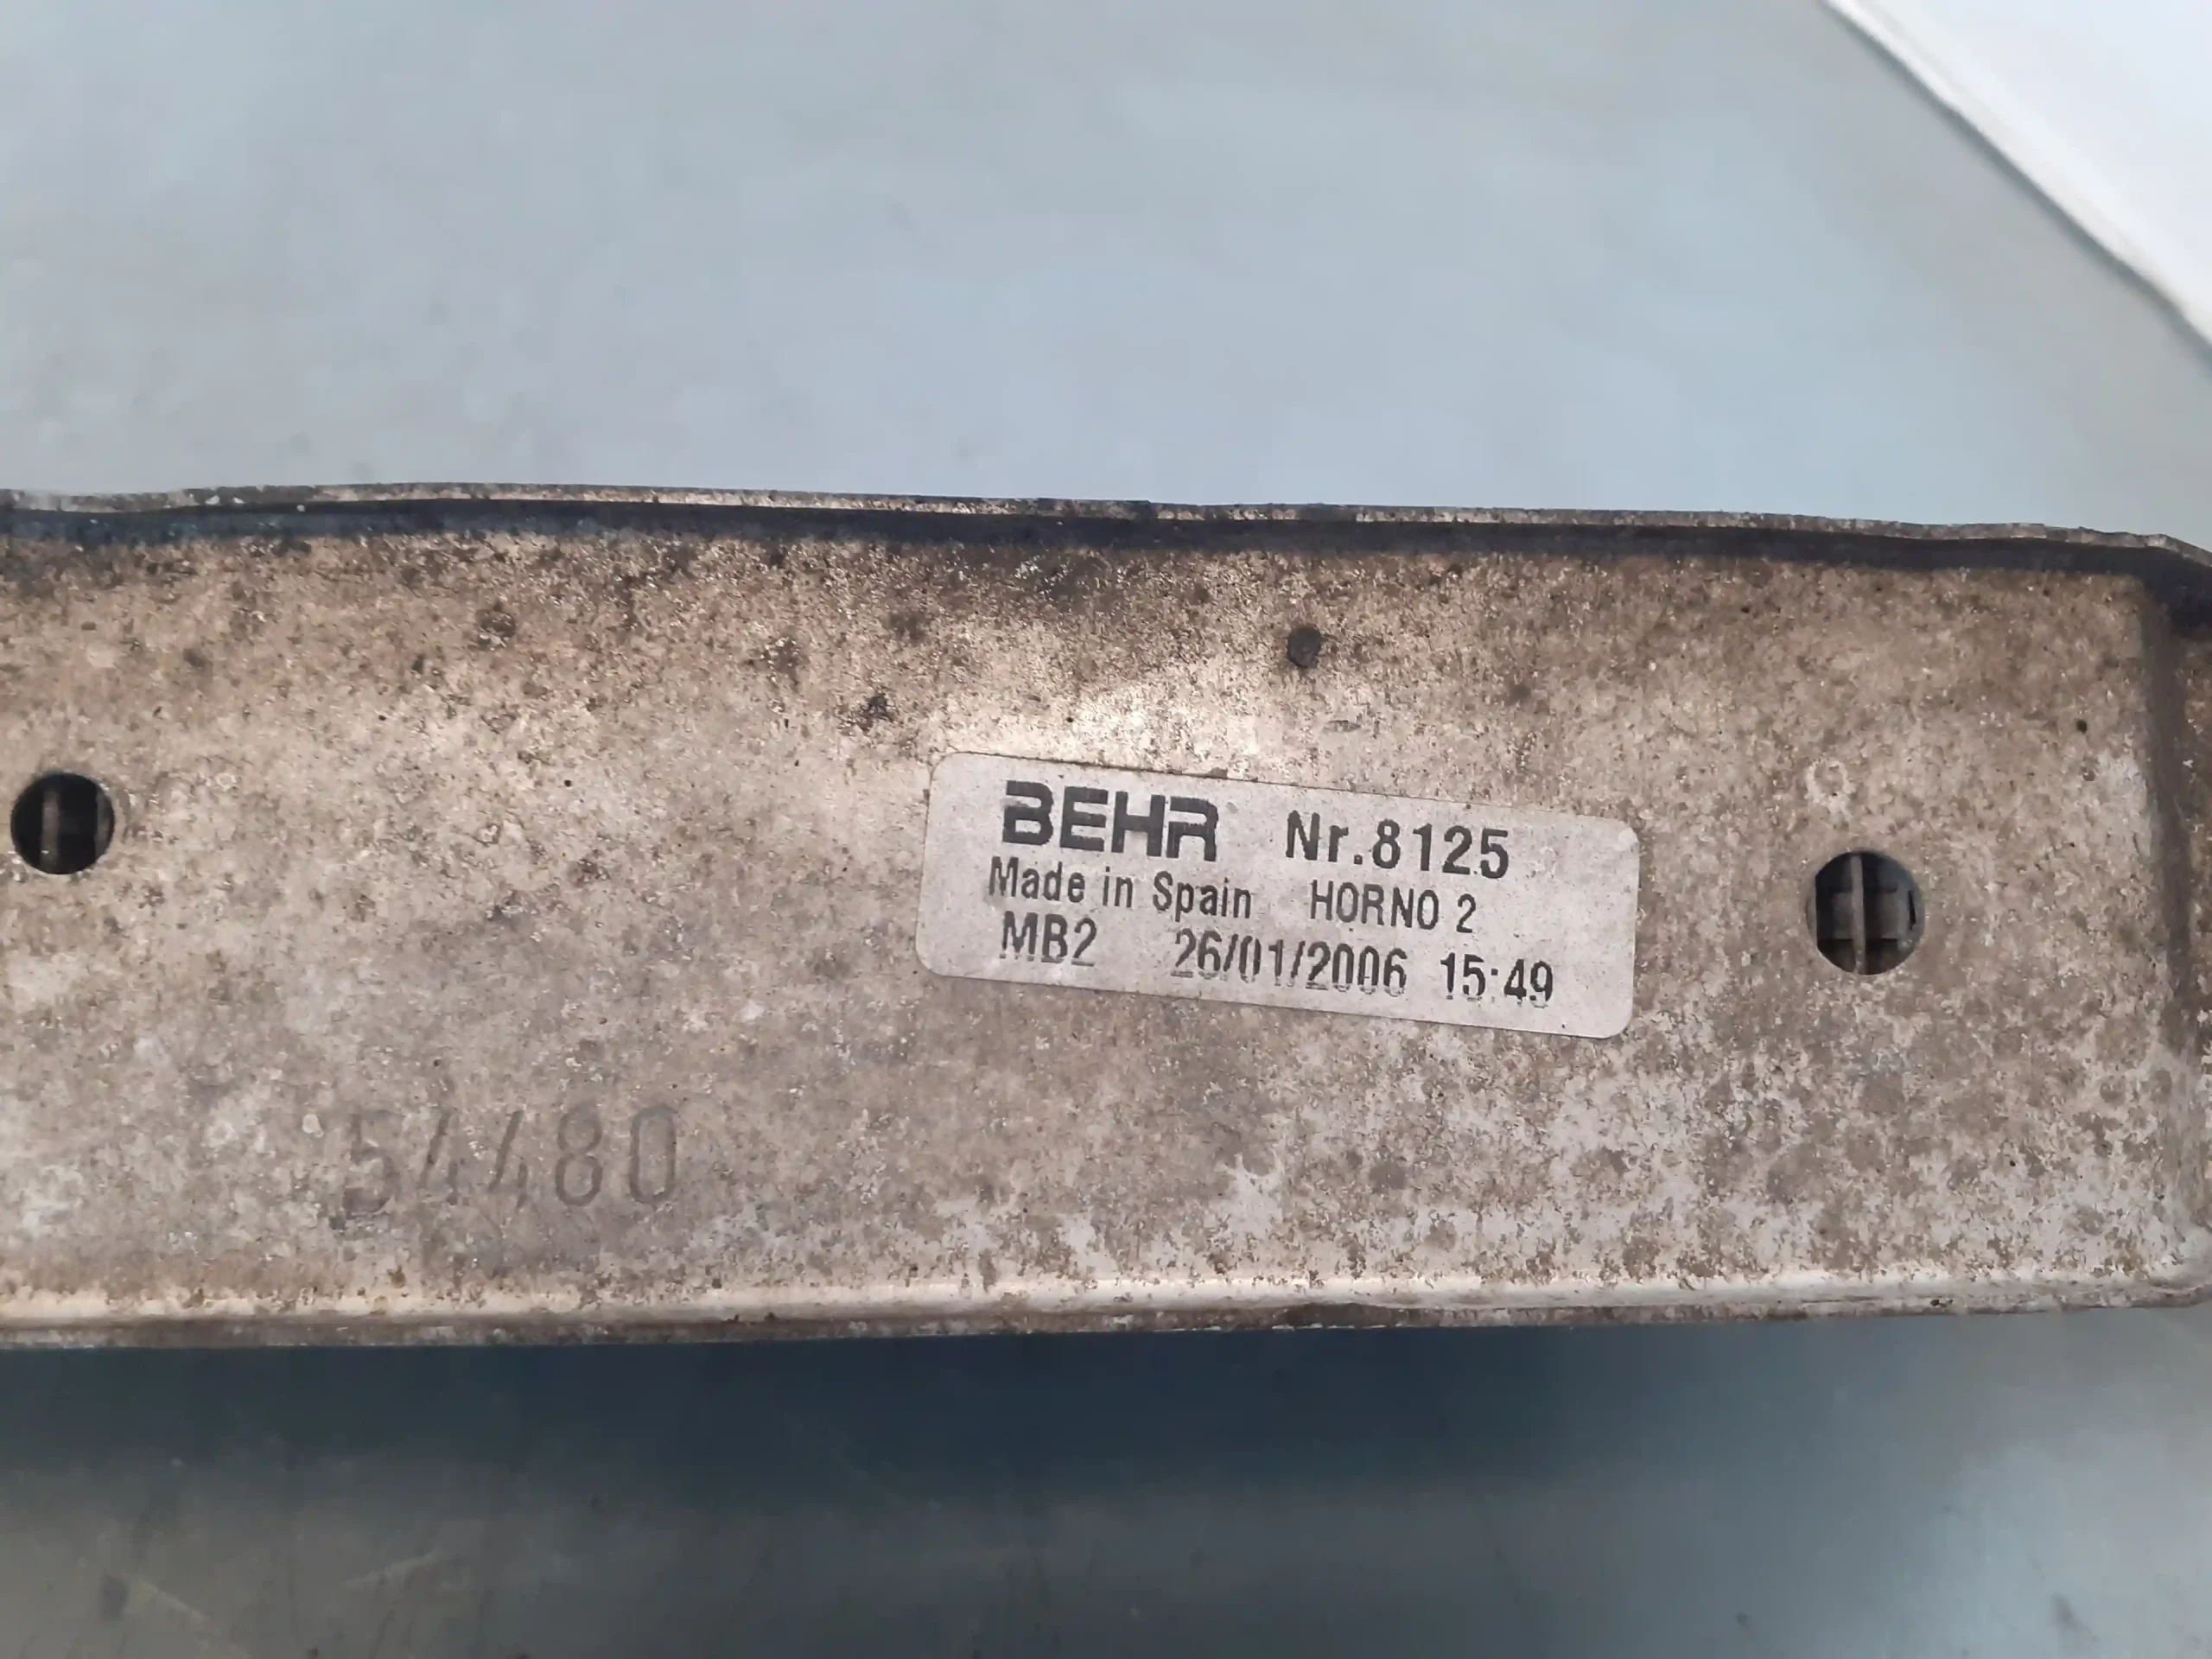 BEHR Nr.8125
Made in Spain HORNO 2
MB2 26/01/2006 15:49
54480